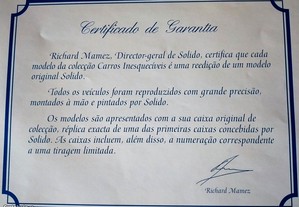 Certificado de Garantia
Richard Mamez, Director-geral de Solido, certifica que cada
modelo da colecção Carros Inesquecíveis é uma reedição de um modelo
original Solido.
Todos os veículos foram reproduzidos com grande precisão,
montados à mão e pintados por Solido.
Os modelos são apresentados com a sua caixa original de
colecção, réplica exacta de uma das primeiras caixas concebidas por
Solido. As caixas incluem, além disso, a numeração correspondente
a uma tiragem limitada.
Richard Mamez